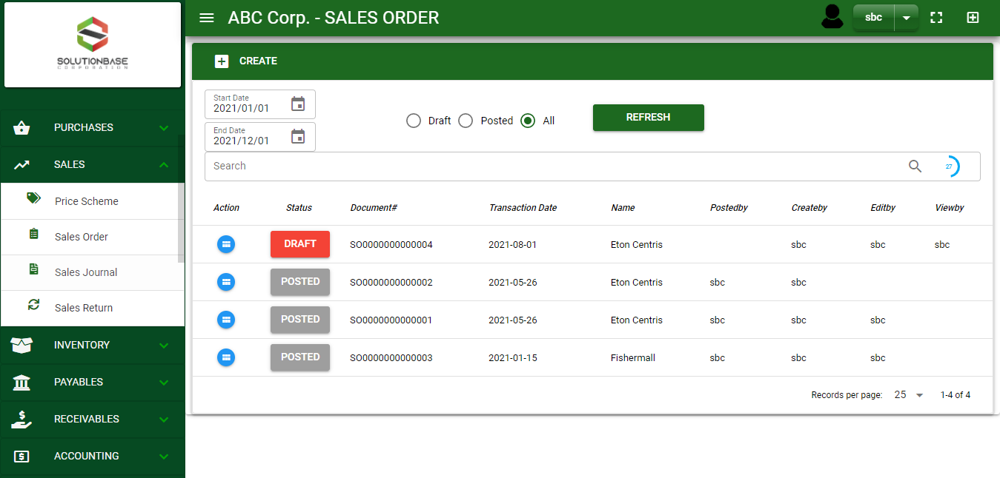 SOLUTIONBASE
CORPORATION
PURCHASES
SALES
Price Scheme
Sales Order
Sales Journal
Sales Return
INVENTORY
PAYABLES
RECEIVABLES
ACCOUNTING
ABC Corp. - SALES ORDER
sbc
CREATE
Start Date
2021/01/01
End Date
2021/12/01
Draft Posted All
REFRESH
Search 27
Action Status Document# Transaction Date Name Postedby Createby Editby Viewby
DRAFT SO0000000000004 2021-08-01 Eton Centris sbc sbc sbc
POSTED SO0000000000002 2021-05-26 Eton Centris sbc sbc
POSTED SO0000000000001 2021-05-26 Eton Centris sbc sbc sbc
POSTED SO0000000000003 2021-01-15 Fishermall sbc sbc sbc
Records per page: 25 1-4 of 4